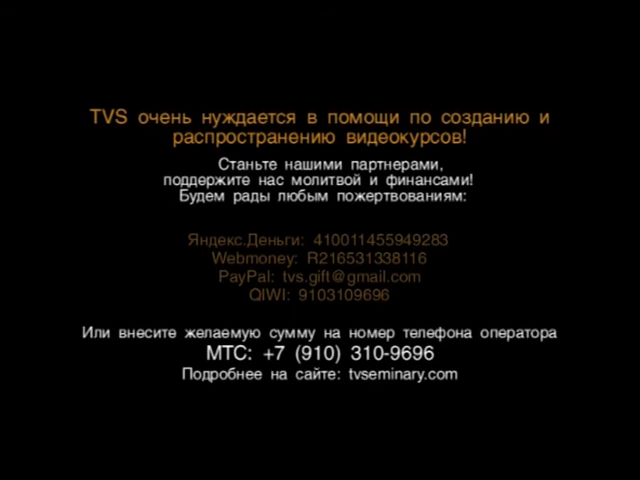 TVS очень нуждается в помощи по созданию и
распространению видеокурсов!
Станьте нашими партнерами,
поддержите нас молитвой и финансами!
Будем рады любым пожертвованиям:
Яндекс.Деньги: 410011455949283
Webmoney: R216531338116
PayPal: tvs.gift@gmail.com
QIWI: 9103109696
Или внесите желаемую сумму на номер телефона оператора
МТС: +7 (910) 310-9696
Подробнее на сайте: tvseminary.com